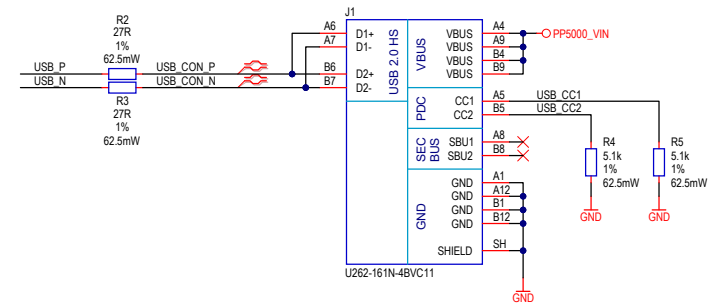 J1
R2
27R
1%
62.5mW
USB_P
USB_N
USB_CON_P
USB_CON_N
R3
27R
1%
62.5mW
A6
A7
B6
B7
D1+
D1-
D2+
D2-
USB 2.0 HS
VBUS
VBUS
VBUS
VBUS
VBUS
A4
A9
B4
B9
PP5000_VIN
PDC
CC1
CC2
A5
B5
USB_CC1
USB_CC2
SEC
BUS
SBU1
SBU2
A8
B8
R4
5.1k
1%
62.5mW
GND
R5
5.1k
1%
62.5mW
GND
GND
GND
GND
GND
GND
SHIELD
A1
A12
B1
B12
SH
GND
U262-161N-4BVC11